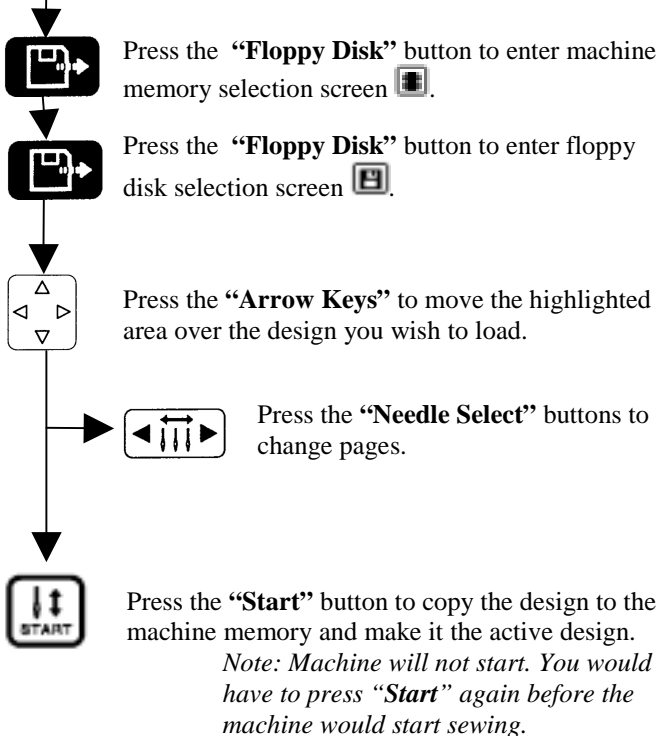 Press the “Floppy Disk” button to enter machine
memory selection screen.
Press the “Floppy Disk” button to enter floppy
disk selection screen.
Press the “Arrow Keys” to move the highlighted
area over the design you wish to load.
Press the “Needle Select” buttons to
change pages.
START
Press the “Start” button to copy the design to the
machine memory and make it the active design.
Note: Machine will not start. You would
have to press “Start” again before the
machine would start sewing.